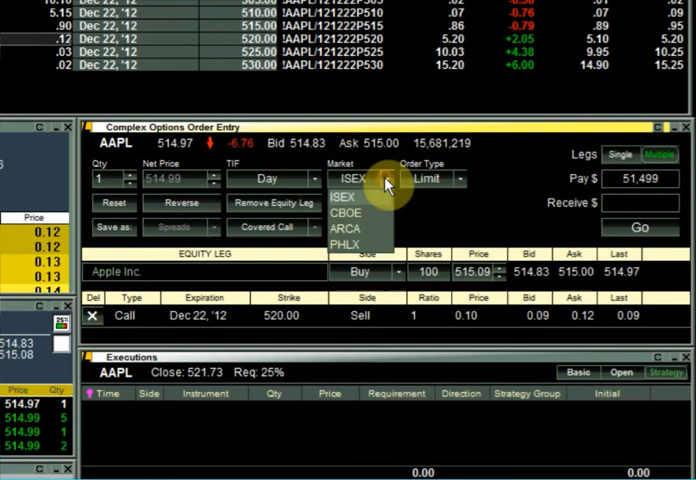 Dec 22, '12 510.00 !AAPL/121222P510 .07 -0.76 .07 .09
5.15 Dec 22, '12 515.00 !AAPL/121222P515 .86 -0.79 .89 .95
.12 Dec 22, '12 520.00 !AAPL/121222P520 5.20 +2.05 5.10 5.20
.03 Dec 22, '12 525.00 !AAPL/121222P525 10.03 +4.38 9.95 10.25
.02 Dec 22, '12 530.00 !AAPL/121222P530 15.20 +6.00 14.90 15.25
Complex Options Order Entry
AAPL 514.97 -6.76 Bid 514.83 Ask 515.00 15,681,219
Qty Net Price TIF Market Order Type Legs Single Multiple
1 514.99 Day ISEX Limit Pay $ 51,499
Reset Reverse Remove Equity Leg ISEX Receive $
CBOE
Save as: Spreads Covered Call ARCA Go
PHLX
EQUITY LEG Side Shares Price Bid Ask Last
Apple Inc. Buy 100 515.09 514.83 515.00 514.97
Del Type Expiration Strike Side Ratio Price Bid Ask Last
X Call Dec 22, '12 520.00 Sell 1 0.10 0.09 0.12 0.09
Price
0.12
0.12
0.13
0.13
0.14
25%
514.83
515.08
Price Qty
514.97 1
514.99 5
514.99 1
514.99 2
Executions
AAPL Close: 521.73 Req: 25% Basic Open Strategy
Time Side Instrument Qty Price Requirement Direction Strategy Group Initial
0.00 0.00